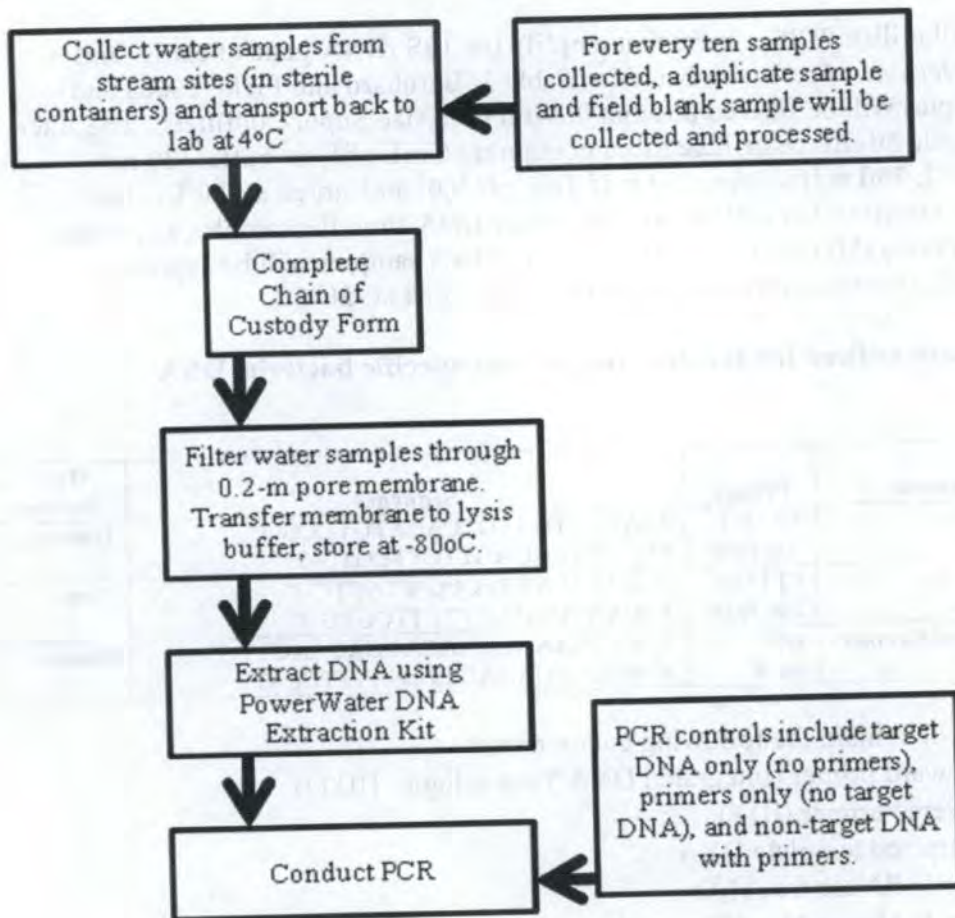 Collect water samples from
stream sites (in sterile
containers) and transport back to
lab at 4°C
For every ten samples
collected, a duplicate sample
and field blank sample will be
collected and processed.
Complete
Chain of
Custody Form
Filter water samples through
0.2-m pore membrane.
Transfer membrane to lysis
buffer, store at -80oC.
Extract DNA using
PowerWater DNA
Extraction Kit
PCR controls include target
DNA only (no primers),
primers only (no target
DNA), and non-target DNA
with primers.
Conduct PCR